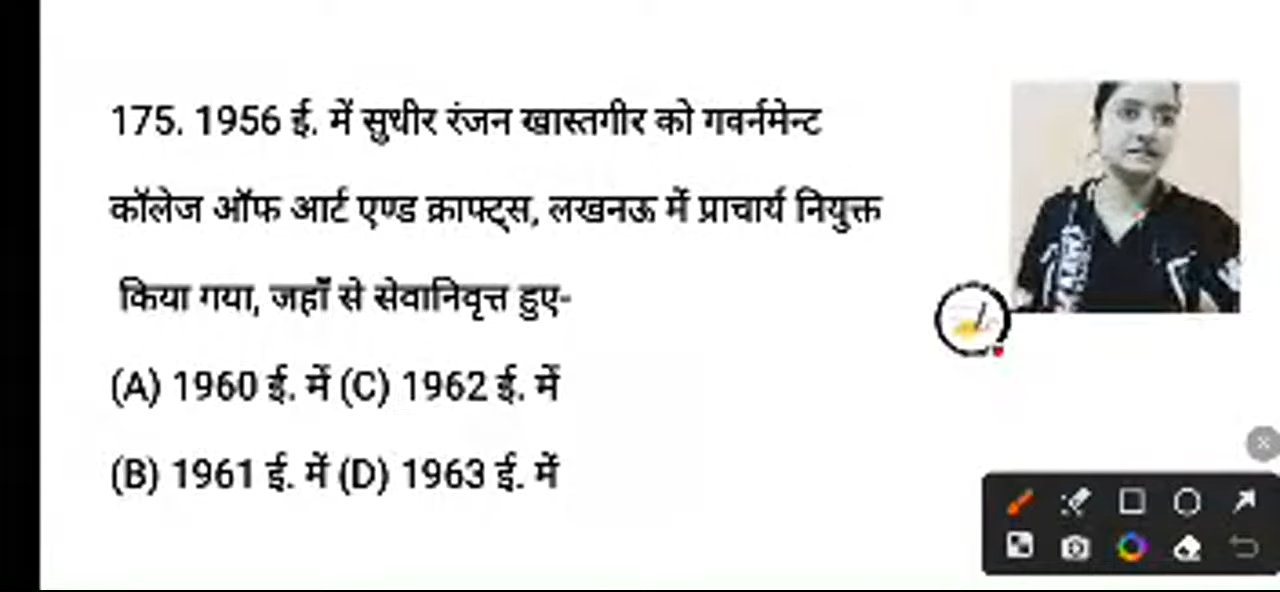 175. 1956 ई. में सुधीर रंजन खास्तगीर को गवर्नमेन्ट
कॉलेज ऑफ आर्ट एण्ड क्राफ्ट्स, लखनऊ में प्राचार्य नियुक्त
किया गया, जहाँ से सेवानिवृत्त हुए-
(A) 1960 ई. में (C) 1962 ई. में
(B) 1961 ई. में (D) 1963 ई. में